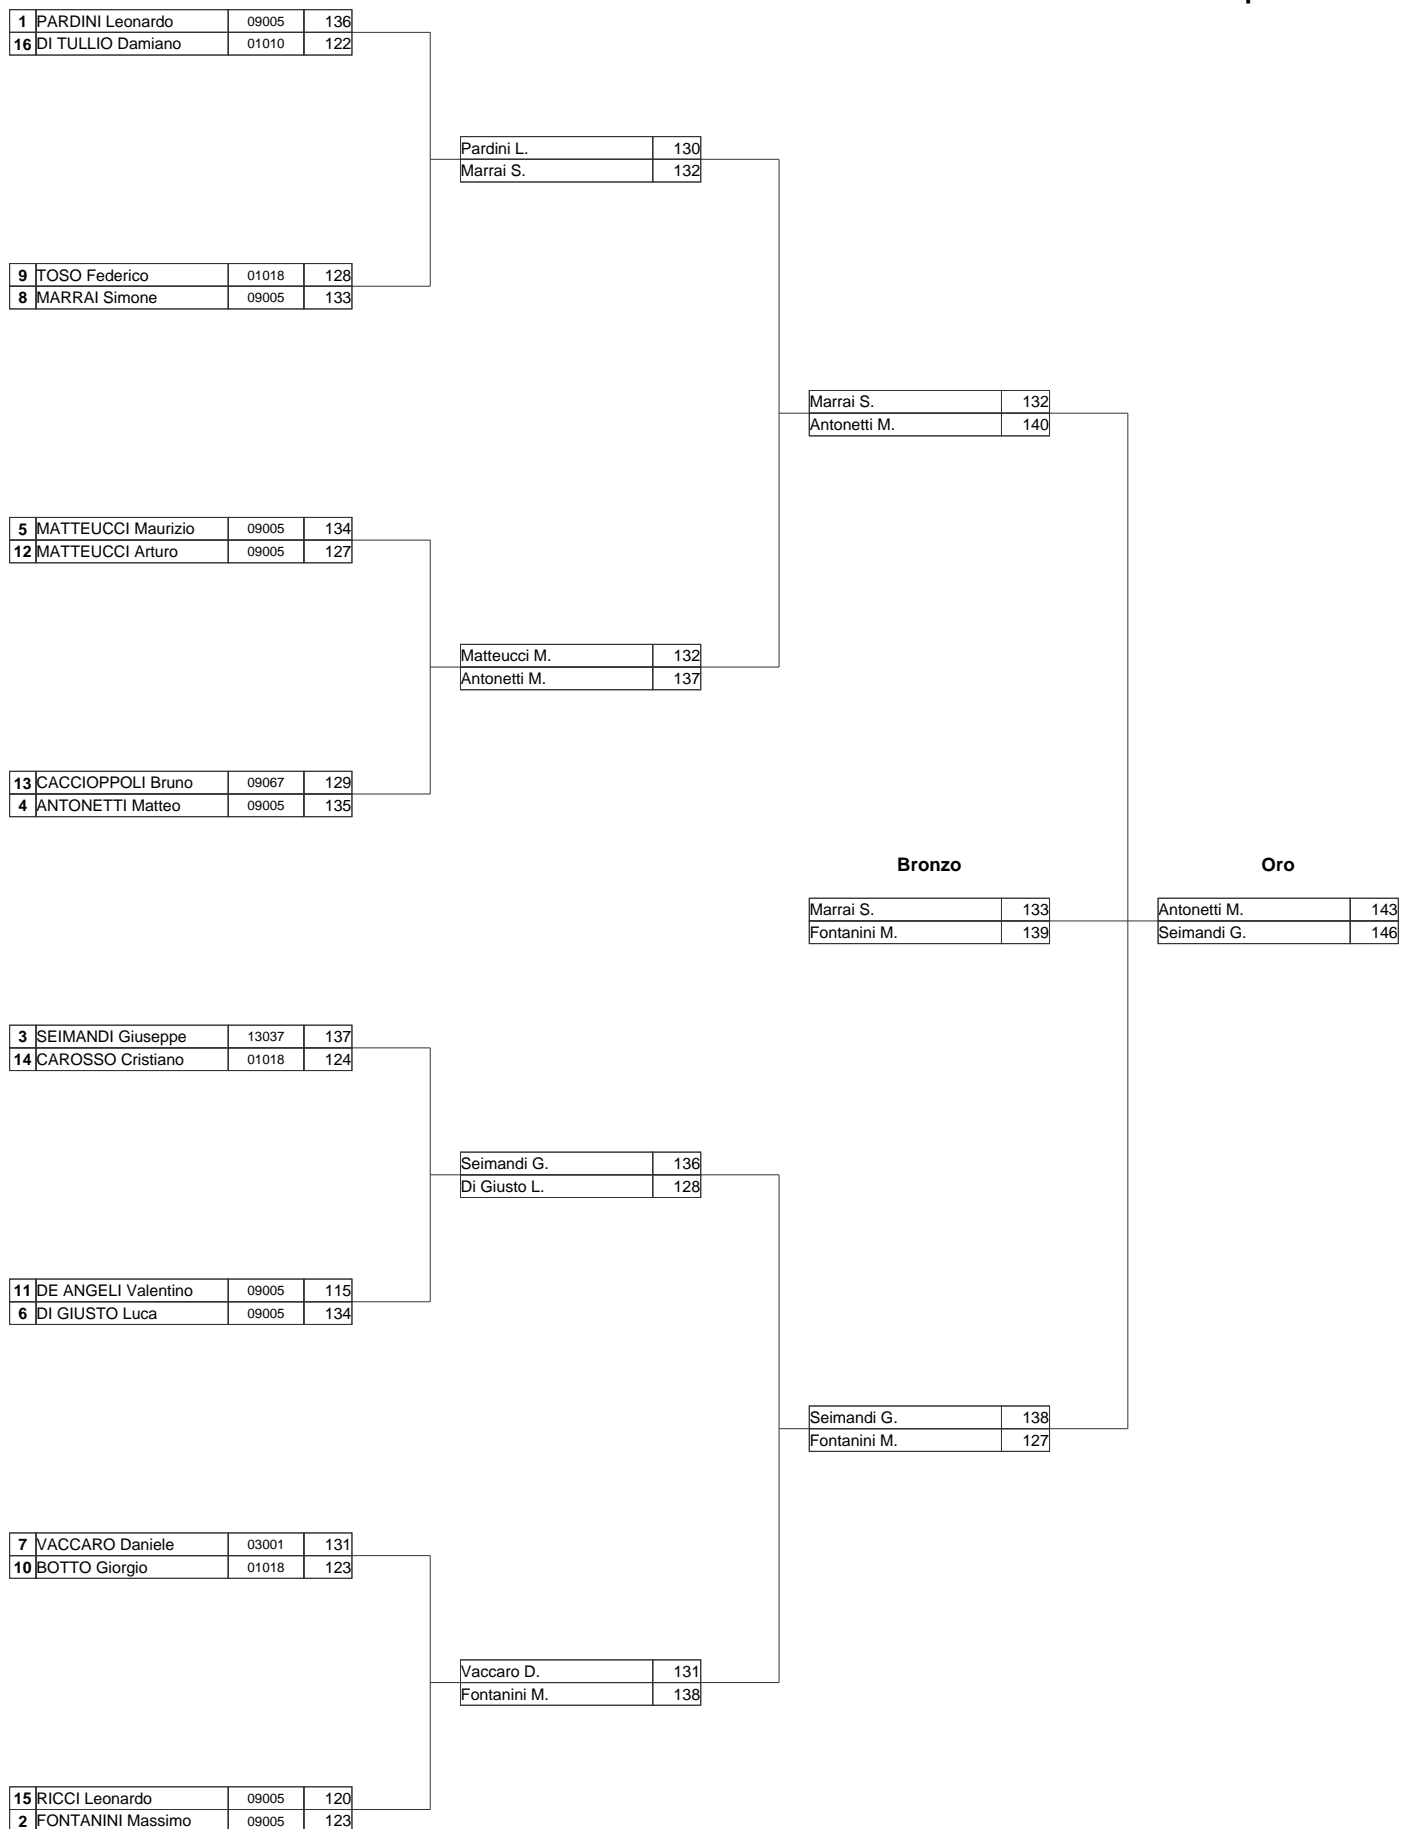 1 PARDINI Leonardo 09005 136
16 DI TULLIO Damiano 01010 122
Pardini L. 130
Marrai S. 132
9 TOSO Federico 01018 128
8 MARRAI Simone 09005 133
Marrai S. 132
Antonetti M. 140
5 MATTEUCCI Maurizio 09005 134
12 MATTEUCCI Arturo 09005 127
Matteucci M. 132
Antonetti M. 137
13 CACCIOPPOLI Bruno 09067 129
4 ANTONETTI Matteo 09005 135
Bronzo Oro
Marrai S. 133 Antonetti M. 143
Fontanini M. 139 Seimandi G. 146
3 SEIMANDI Giuseppe 13037 137
14 CAROSSO Cristiano 01018 124
Seimandi G. 136
Di Giusto L. 128
11 DE ANGELI Valentino 09005 115
6 DI GIUSTO Luca 09005 134
Seimandi G. 138
Fontanini M. 127
7 VACCARO Daniele 03001 131
10 BOTTO Giorgio 01018 123
Vaccaro D. 131
Fontanini M. 138
15 RICCI Leonardo 09005 120
2 FONTANINI Massimo 09005 123